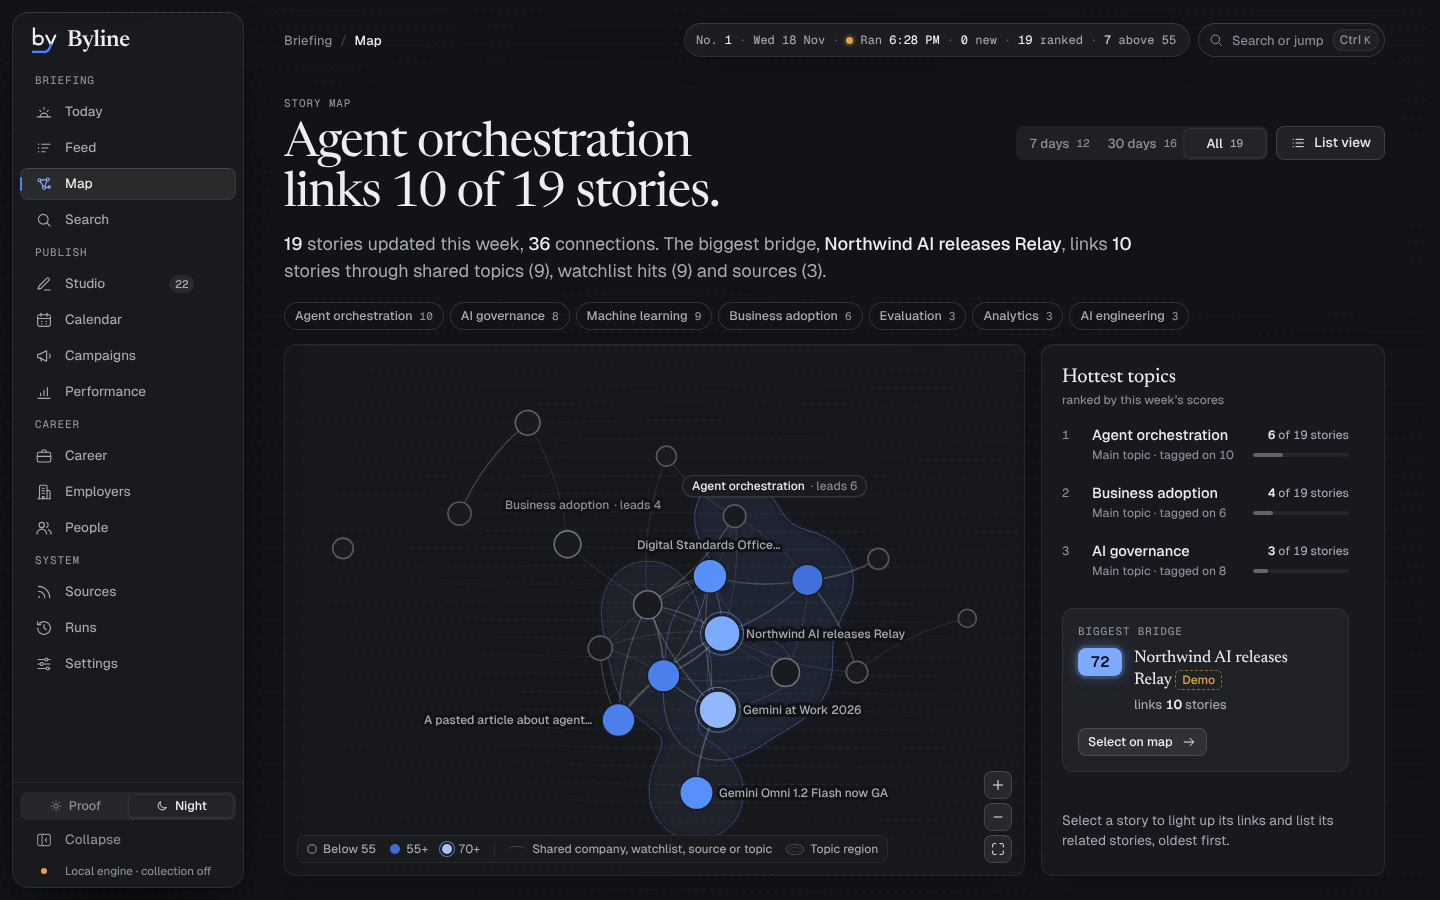 by Byline
BRIEFING
Today
Feed
Map
Search
PUBLISH
Studio 22
Calendar
Campaigns
Performance
CAREER
Career
Employers
People
SYSTEM
Sources
Runs
Settings
Proof Night
Collapse
Local engine · collection off
Briefing / Map
No. 1 · Wed 18 Nov · Ran 6:28 PM · 0 new · 19 ranked · 7 above 55
Search or jump Ctrl K
STORY MAP
Agent orchestration
links 10 of 19 stories.
7 days 12 30 days 16 All 19
List view
19 stories updated this week, 36 connections. The biggest bridge, Northwind AI releases Relay, links 10
stories through shared topics (9), watchlist hits (9) and sources (3).
Agent orchestration 10 AI governance 8 Machine learning 9 Business adoption 6 Evaluation 3 Analytics 3 AI engineering 3
Agent orchestration · leads 6
Business adoption · leads 4
Digital Standards Office...
Northwind AI releases Relay
Gemini at Work 2026
A pasted article about agent...
Gemini Omni 1.2 Flash now GA
+
−
Below 55 55+ 70+ Shared company, watchlist, source or topic Topic region
Hottest topics
ranked by this week's scores
1 Agent orchestration 6 of 19 stories
Main topic · tagged on 10
2 Business adoption 4 of 19 stories
Main topic · tagged on 6
3 AI governance 3 of 19 stories
Main topic · tagged on 8
BIGGEST BRIDGE
72 Northwind AI releases
Relay Demo
links 10 stories
Select on map →
Select a story to light up its links and list its
related stories, oldest first.